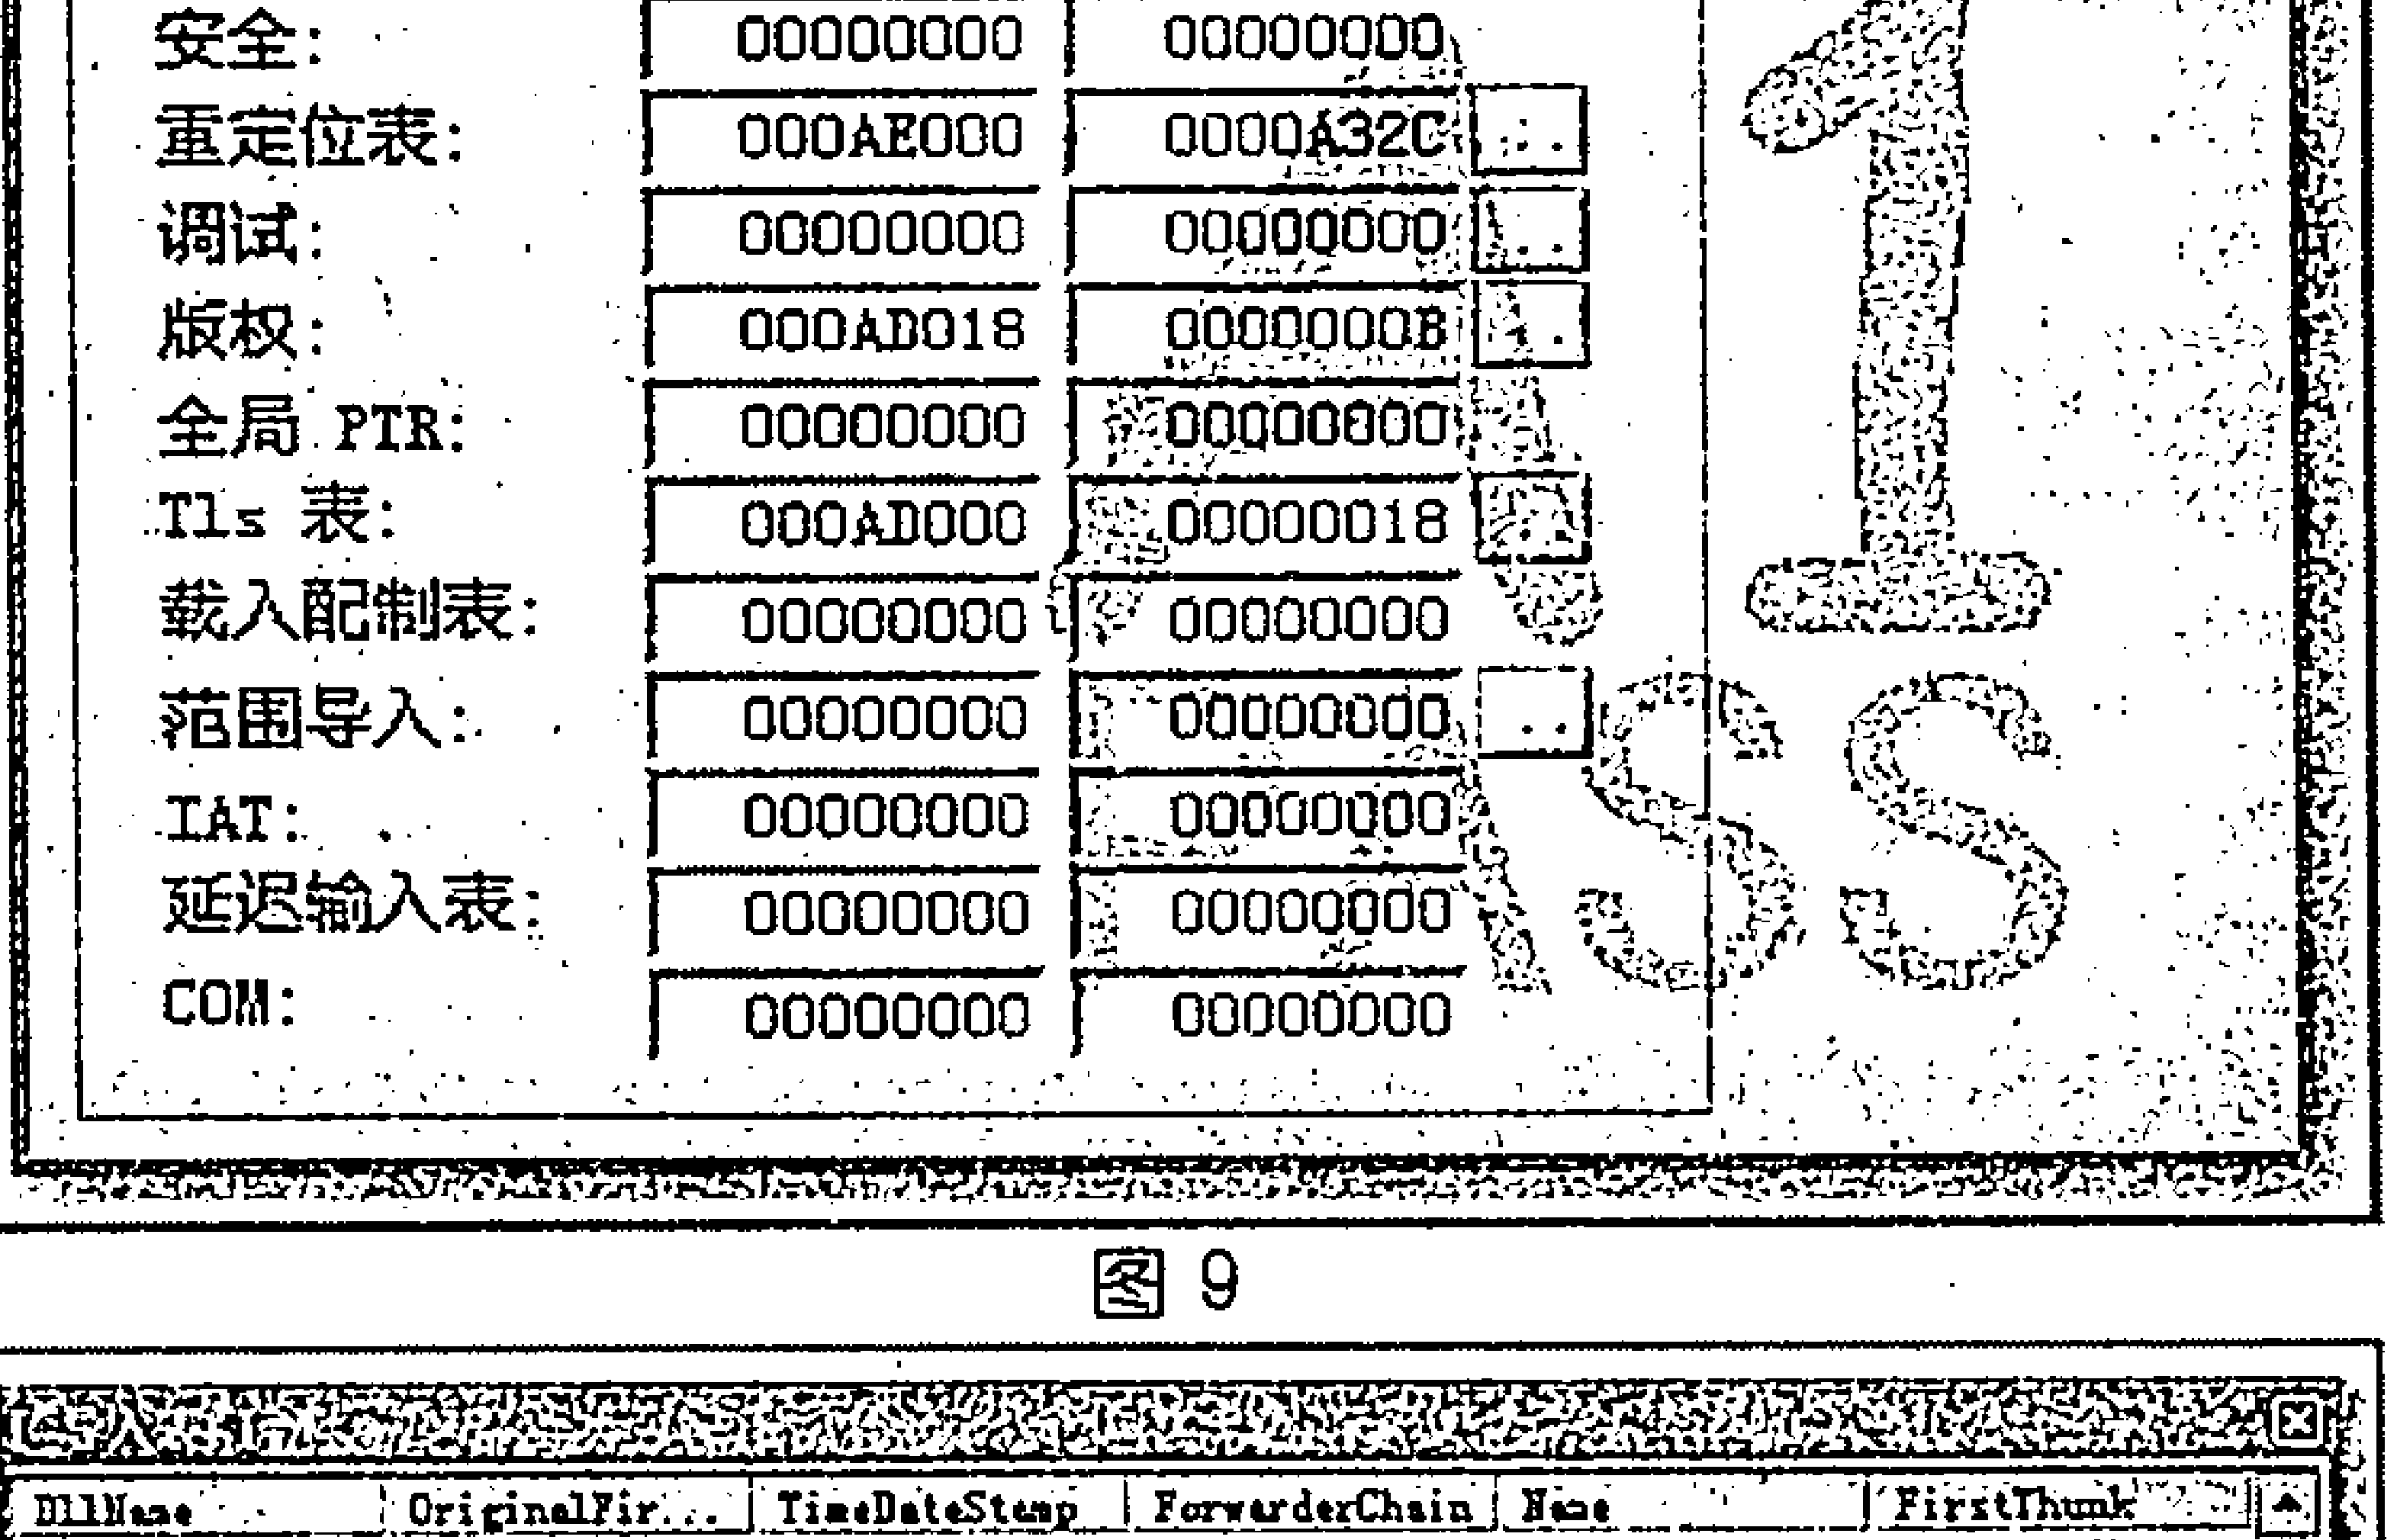 安全: 00000000 00000000
重定位表: 000AE000 0000A32C ..
调试: 00000000 00000000 ..
版权: 000AD018 0000000B ..
全局 PTR: 00000000 00000000
Tls 表: 000AD000 00000018 ..
载入配制表: 00000000 00000000
范围导入: 00000000 00000000 ..
IAT: 00000000 00000000
延迟输入表: 00000000 00000000
COM: 00000000 00000000
1
SS
图 9
DllName OriginalFir... TimeDateStamp ForwarderChain Name FirstThunk